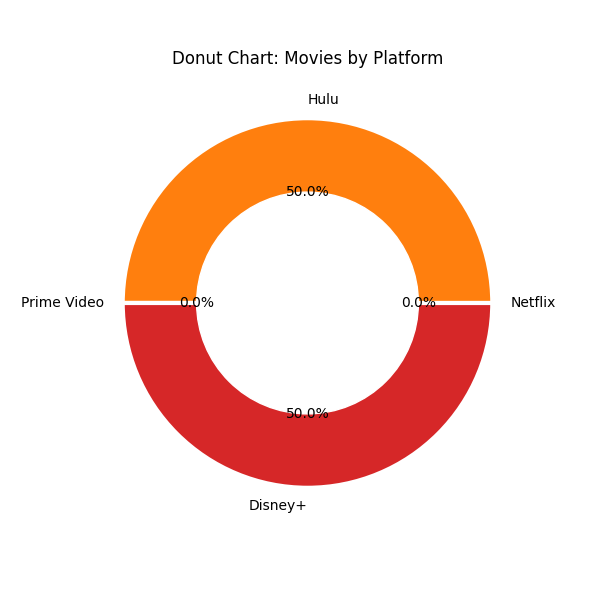 Donut Chart: Movies by Platform
Hulu
50.0%
Prime Video
0.0%
0.0%
Netflix
50.0%
Disney+